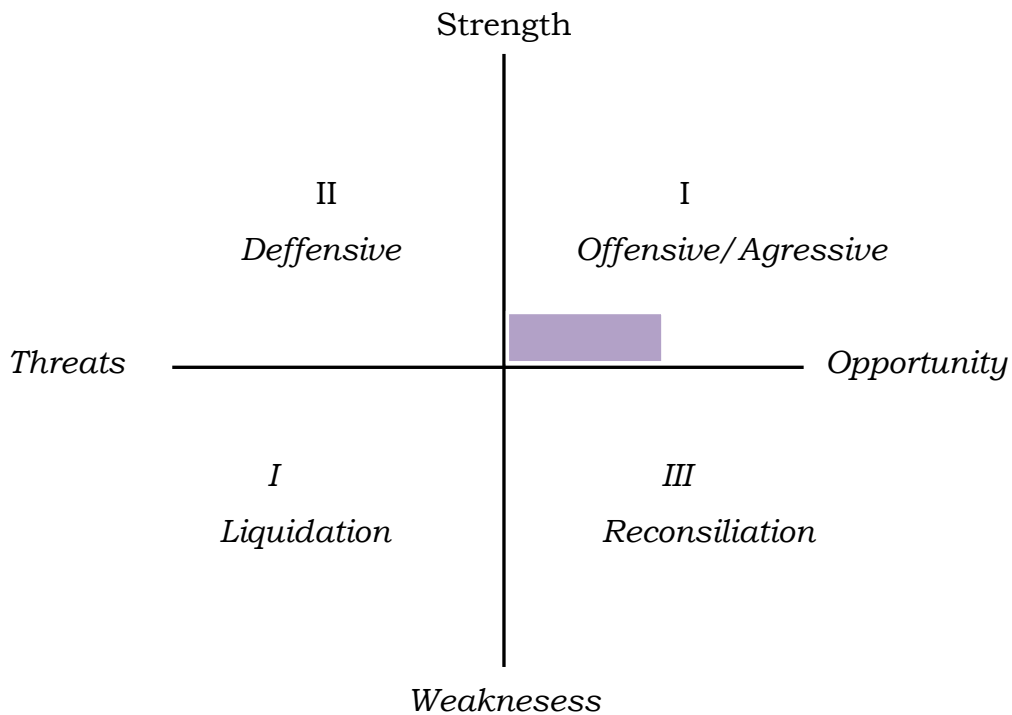 Strength
II
Deffensive
I
Offensive/Agressive
Threats
Opportunity
I
Liquidation
III
Reconsiliation
Weaknesess